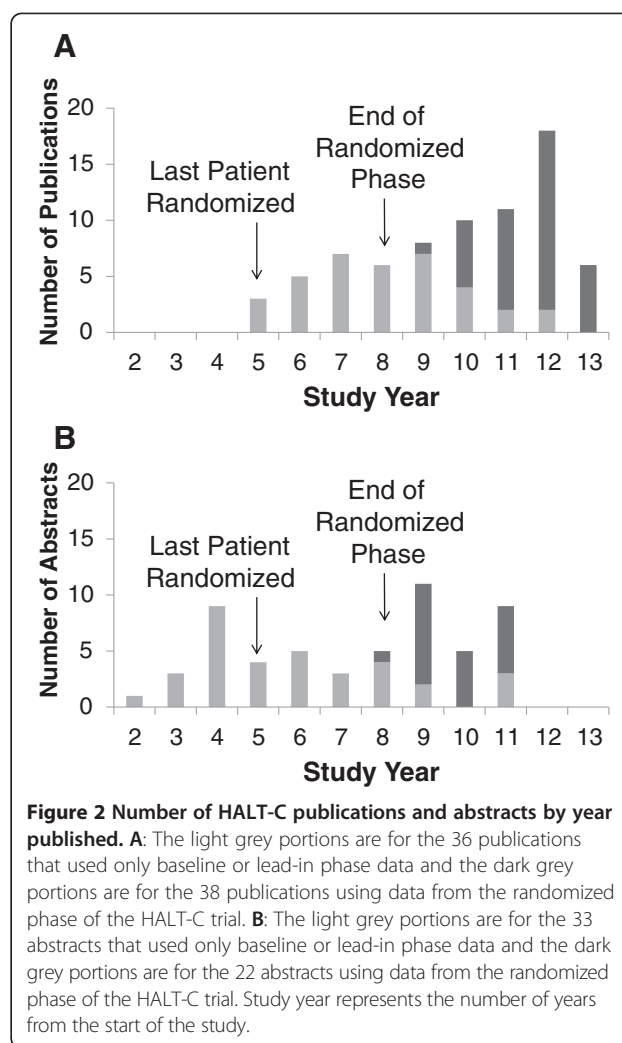 A
Number of Publications
20
15
10
5
0
Last Patient
Randomized
End of
Randomized
Phase
2 3 4 5 6 7 8 9 10 11 12 13
Study Year
B
Number of Abstracts
20
15
10
5
0
Last Patient
Randomized
End of
Randomized
Phase
2 3 4 5 6 7 8 9 10 11 12 13
Study Year
Figure 2 Number of HALT-C publications and abstracts by year
published. A: The light grey portions are for the 36 publications
that used only baseline or lead-in phase data and the dark grey
portions are for the 38 publications using data from the randomized
phase of the HALT-C trial. B: The light grey portions are for the 33
abstracts that used only baseline or lead-in phase data and the dark
grey portions are for the 22 abstracts using data from the randomized
phase of the HALT-C trial. Study year represents the number of years
from the start of the study.